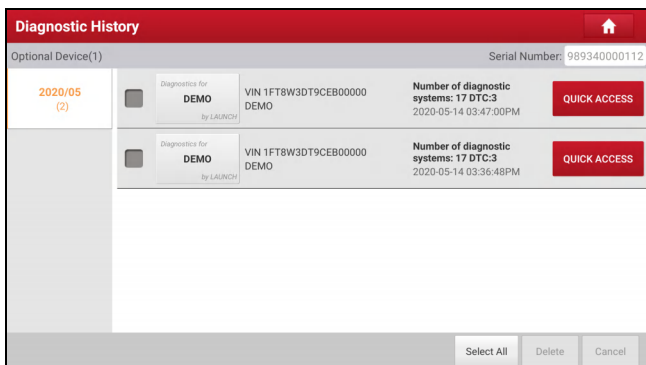 Diagnostic History
Optional Device(1)
Serial Number: 989340000112
2020/05
(2)
Diagnostics for
DEMO
by LAUNCH
VIN 1FT8W3DT9CEB00000
DEMO
Number of diagnostic
systems: 17 DTC:3
2020-05-14 03:47:00PM
QUICK ACCESS
Diagnostics for
DEMO
by LAUNCH
VIN 1FT8W3DT9CEB00000
DEMO
Number of diagnostic
systems: 17 DTC:3
2020-05-14 03:36:48PM
QUICK ACCESS
Select All
Delete
Cancel